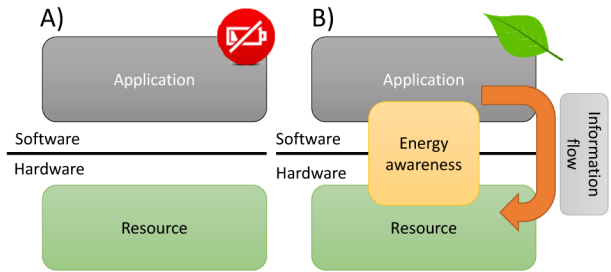 A)
Application
Software
Hardware
Resource
B)
Application
Software
Energy
awareness
Hardware
Resource
Information
flow